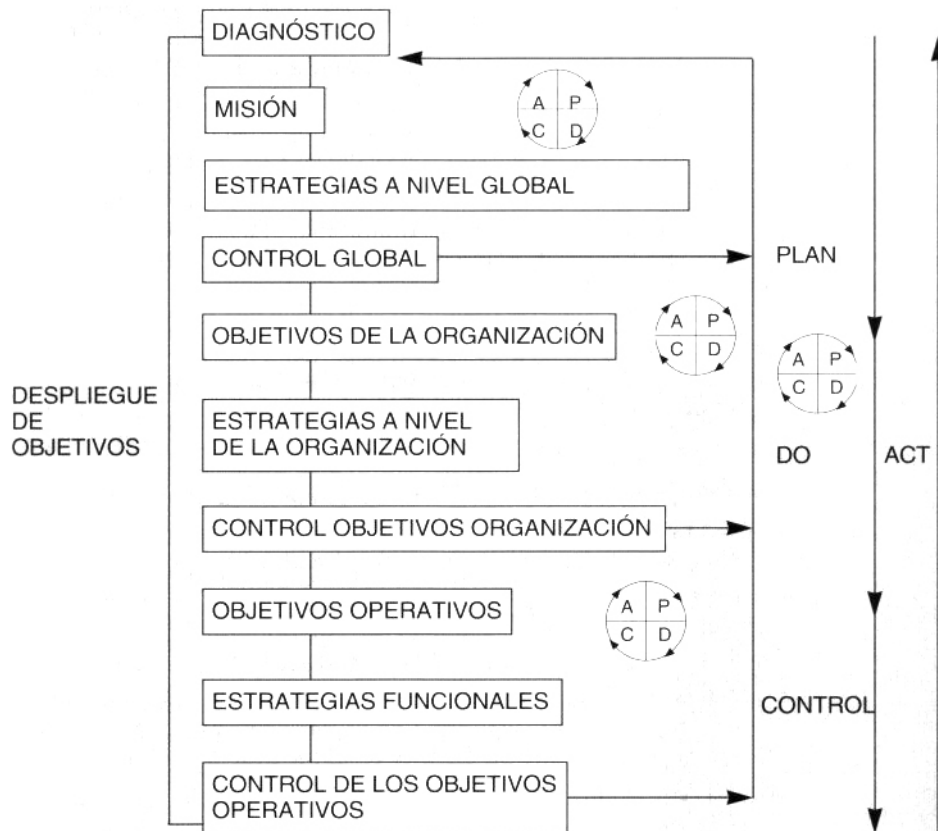 DIAGNÓSTICO
MISIÓN
A P
C D
ESTRATEGIAS A NIVEL GLOBAL
CONTROL GLOBAL
PLAN
OBJETIVOS DE LA ORGANIZACIÓN
A P
C D
A P
C D
DESPLIEGUE
DE
OBJETIVOS
ESTRATEGIAS A NIVEL
DE LA ORGANIZACIÓN
DO
ACT
CONTROL OBJETIVOS ORGANIZACIÓN
OBJETIVOS OPERATIVOS
A P
C D
ESTRATEGIAS FUNCIONALES
CONTROL
CONTROL DE LOS OBJETIVOS
OPERATIVOS